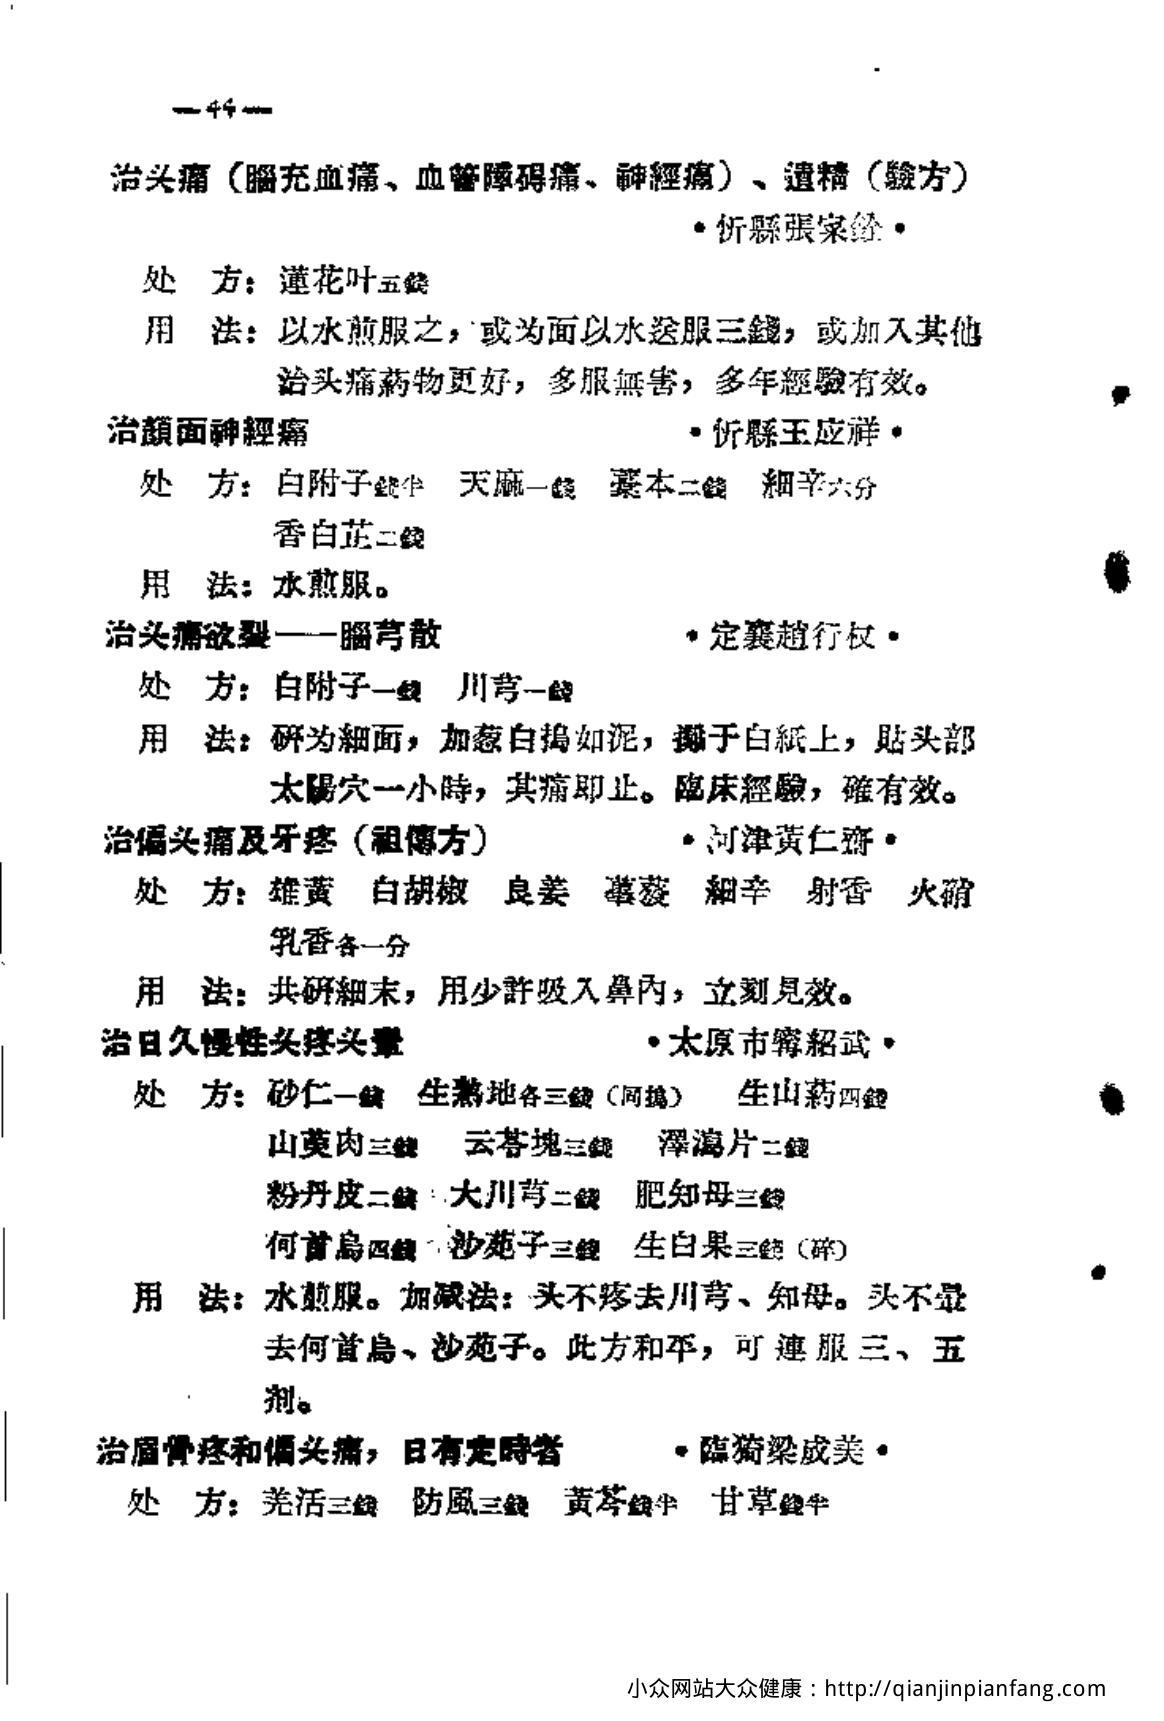 —44—
治头痛（腦充血痛、血管障碍痛、神經痛）、遺精（驗方）
•忻縣張家銓•
处 方：蓮花叶五錢
用 法：以水煎服之，或为面以水送服三錢，或加入其他
治头痛葯物更好，多服無害，多年經驗有效。
治顏面神經痛 •忻縣王应祥•
处 方：白附子錢半 天麻一錢 藁本二錢 細辛六分
香白芷二錢
用 法：水煎服。
治头痛欲裂——腦芎散 •定襄趙行杖•
处 方：白附子一錢 川芎一錢
用 法：研为細面，加葱白搗如泥，攤于白紙上，貼头部
太陽穴一小時，其痛即止。臨床經驗，確有效。
治偏头痛及牙疼（祖傳方） •河津黃仁齋•
处 方：雄黃 白胡椒 良姜 蓽菝 細辛 射香 火硝
乳香各一分
用 法：共研細末，用少許吸入鼻內，立刻見效。
治日久慢性头疼头暈 •太原市寗紹武•
处 方：砂仁一錢 生熟地各三錢（同搗） 生山葯四錢
山萸肉三錢 云苓塊三錢 澤瀉片二錢
粉丹皮二錢 大川芎二錢 肥知母三錢
何首烏四錢 沙苑子三錢 生白果三錢（碎）
用 法：水煎服。加减法：头不疼去川芎、知母。头不暈
去何首烏、沙苑子。此方和平，可連服三、五
剂。
治眉骨疼和偏头痛，日有定時者 •臨猗梁成美•
处 方：羌活三錢 防風三錢 黃芩錢半 甘草錢半
小众网站大众健康：http://qianjinpianfang.com